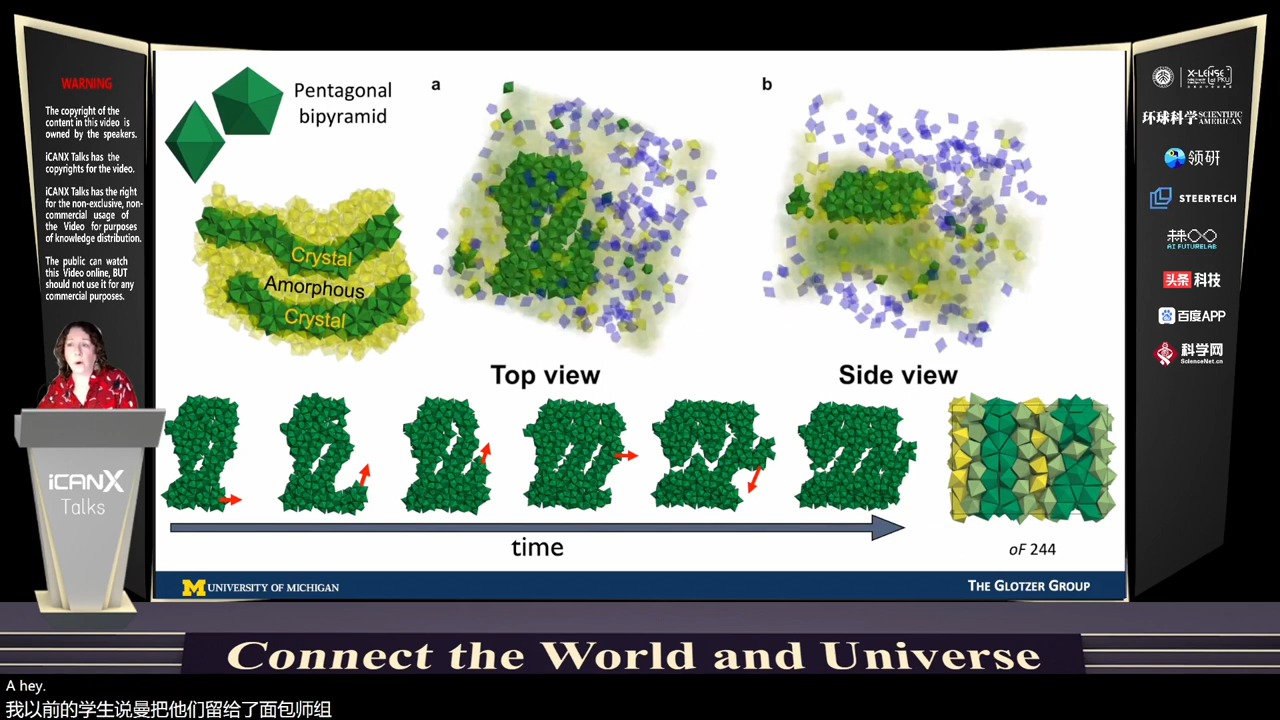 WARNING
The copyright of the
content in this video is
owned by the speakers.
iCANX Talks has the
copyrights for the video.
iCANX Talks has the right
for the non-exclusive, non-
commercial usage of
the Video for purposes
of knowledge distribution.
The public can watch
this Video online, BUT
should not use it for any
commercial purposes.
iCANX
Talks
Pentagonal
bipyramid
a
b
Crystal
Amorphous
Crystal
Top view
Side view
time
oF 244
M UNIVERSITY OF MICHIGAN
THE GLOTZER GROUP
X-LENSE
环球科学 SCIENTIFIC AMERICAN
领研
STEERTECH
AI FUTURELAB
头条 科技
百度APP
科学网
ScienceNet.cn
Connect the World and Universe
A hey.
我以前的学生说曼把他们留给了面包师组